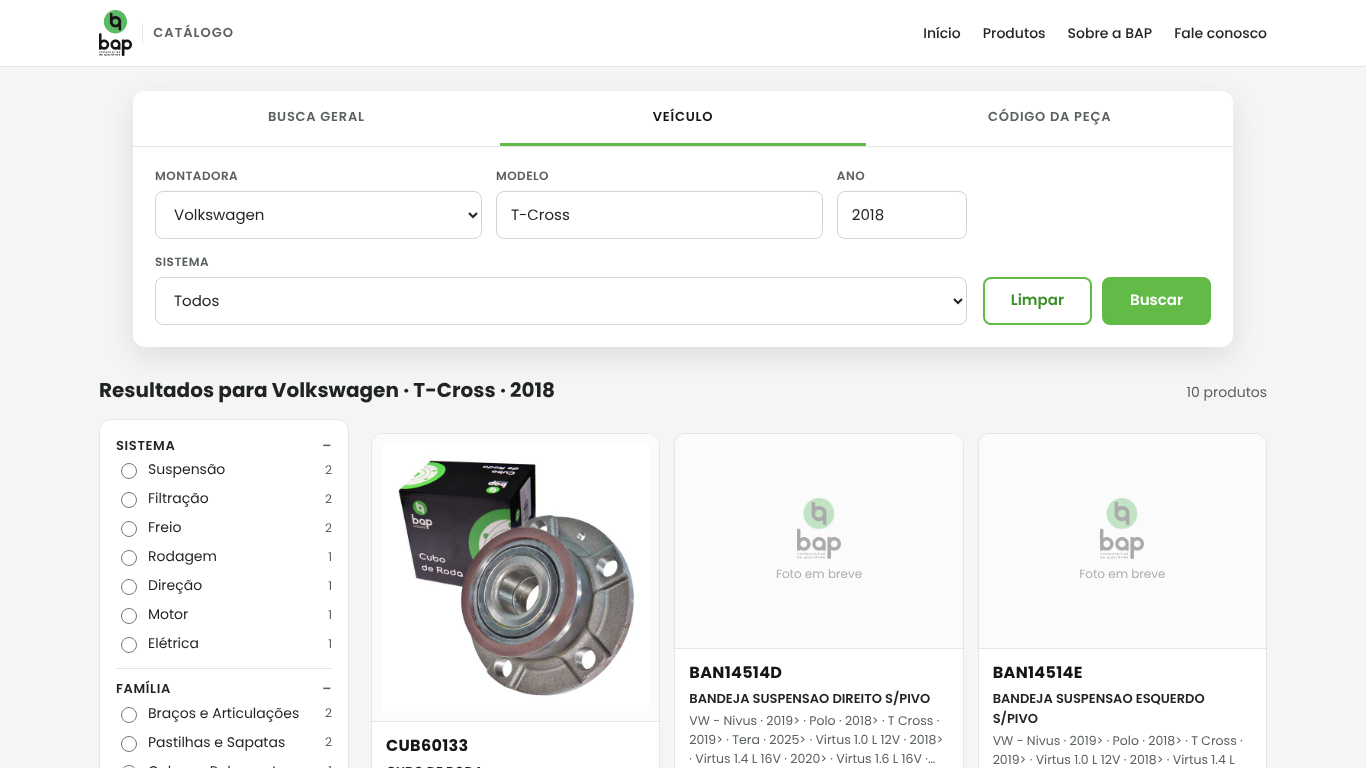 bap
CATÁLOGO
Início
Produtos
Sobre a BAP
Fale conosco
BUSCA GERAL
VEÍCULO
CÓDIGO DA PEÇA
MONTADORA
MODELO
ANO
Volkswagen
T-Cross
2018
SISTEMA
Todos
Limpar
Buscar
Resultados para Volkswagen · T-Cross · 2018
10 produtos
SISTEMA −
Suspensão 2
Filtração 2
Freio 2
Rodagem 1
Direção 1
Motor 1
Elétrica 1
FAMÍLIA −
Braços e Articulações 2
Pastilhas e Sapatas 2
Cubo de Roda
bap
Cubo de Roda
CUB60133
bap
Foto em breve
BAN14514D
BANDEJA SUSPENSAO DIREITO S/PIVO
VW - Nivus · 2019> · Polo · 2018> · T Cross ·
2019> · Tera · 2025> · Virtus 1.0 L 12V · 2018>
· Virtus 1.4 L 16V · 2020> · Virtus 1.6 L 16V ·...
bap
Foto em breve
BAN14514E
BANDEJA SUSPENSAO ESQUERDO
S/PIVO
VW - Nivus · 2019> · Polo · 2018> · T Cross ·
2019> · Virtus 1.0 L 12V · 2018> · Virtus 1.4 L